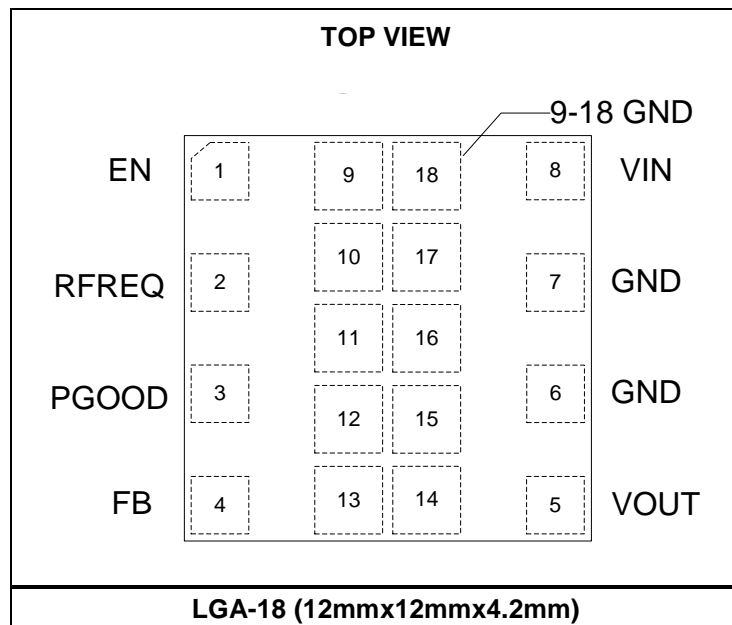 TOP VIEW
9-18 GND
EN 1 9 18 8 VIN
10 17
RFREQ 2 7 GND
11 16
PGOOD 3 6 GND
12 15
FB 4 13 14 5 VOUT
LGA-18 (12mmx12mmx4.2mm)